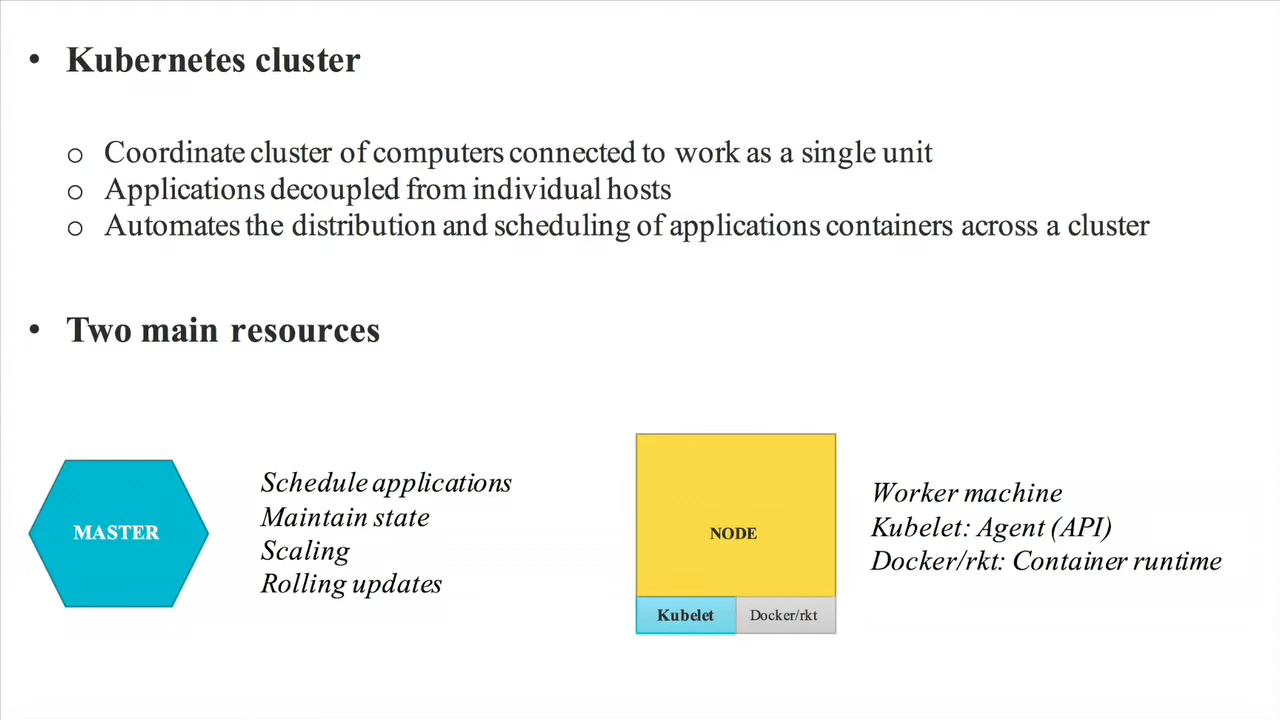 • Kubernetes cluster
o Coordinate cluster of computers connected to work as a single unit
o Applications decoupled from individual hosts
o Automates the distribution and scheduling of applications containers across a cluster
• Two main resources
MASTER
Schedule applications
Maintain state
Scaling
Rolling updates
NODE
Kubelet
Docker/rkt
Worker machine
Kubelet: Agent (API)
Docker/rkt: Container runtime